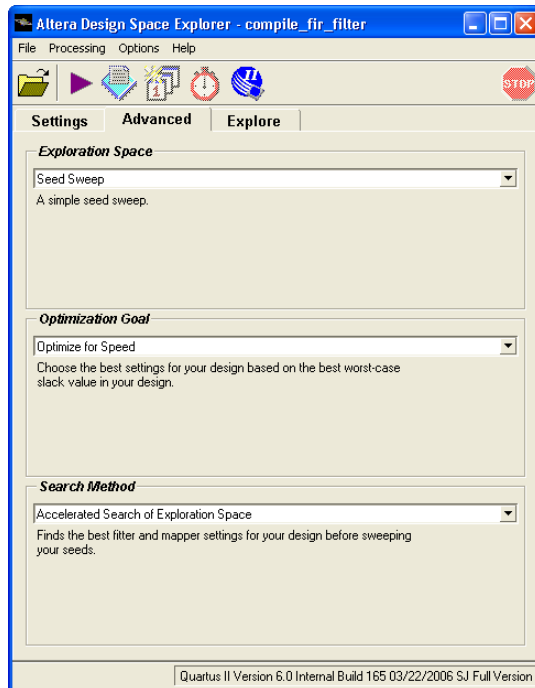 Altera Design Space Explorer - compile_fir_filter
File Processing Options Help
II
1
STOP
Settings Advanced Explore
Exploration Space
Seed Sweep
A simple seed sweep.
Optimization Goal
Optimize for Speed
Choose the best settings for your design based on the best worst-case
slack value in your design.
Search Method
Accelerated Search of Exploration Space
Finds the best fitter and mapper settings for your design before sweeping
your seeds.
Quartus II Version 6.0 Internal Build 165 03/22/2006 SJ Full Version